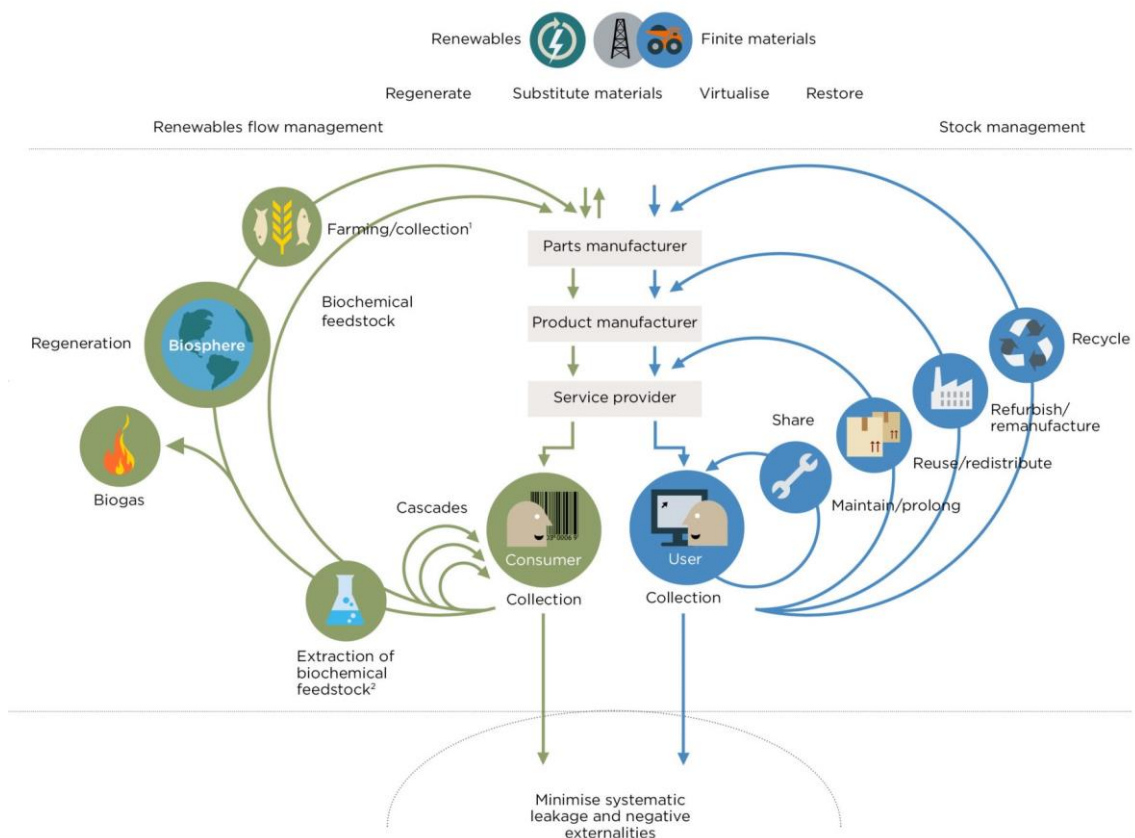 Renewables
Finite materials
Regenerate
Substitute materials
Virtualise
Restore
Renewables flow management
Stock management
Farming/collection¹
Parts manufacturer
Biochemical
feedstock
Product manufacturer
Regeneration
Biosphere
Recycle
Service provider
Share
Refurbish/
remanufacture
Reuse/redistribute
Biogas
Cascades
Maintain/prolong
Consumer
User
Collection
Collection
Extraction of
biochemical
feedstock²
Minimise systematic
leakage and negative
externalities